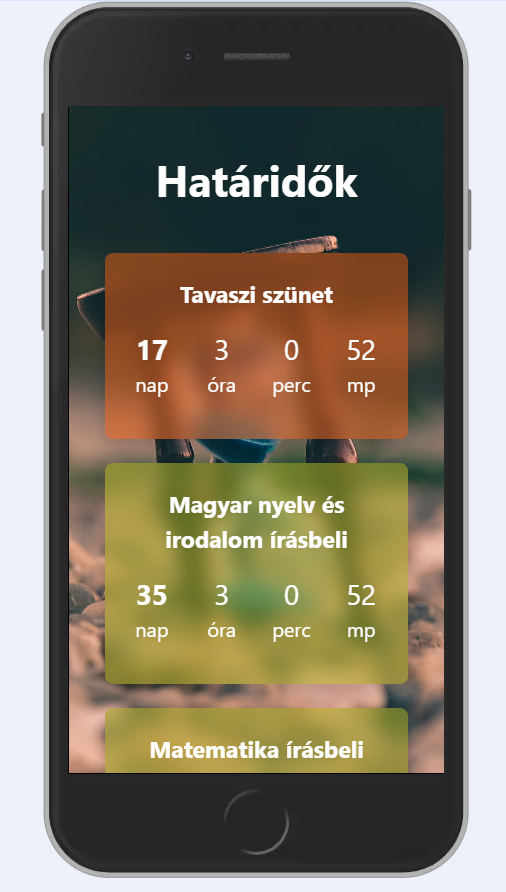 Határidők
Tavaszi szünet
17 3 0 52
nap óra perc mp
Magyar nyelv és
irodalom írásbeli
35 3 0 52
nap óra perc mp
Matematika írásbeli